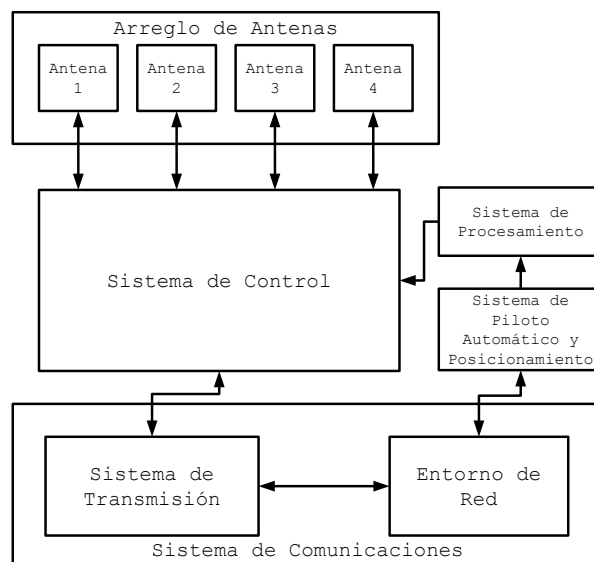 Arreglo de Antenas
Antena
1
Antena
2
Antena
3
Antena
4
Sistema de Control
Sistema de
Procesamiento
Sistema de
Piloto
Automático y
Posicionamiento
Sistema de
Transmisión
Entorno de
Red
Sistema de Comunicaciones